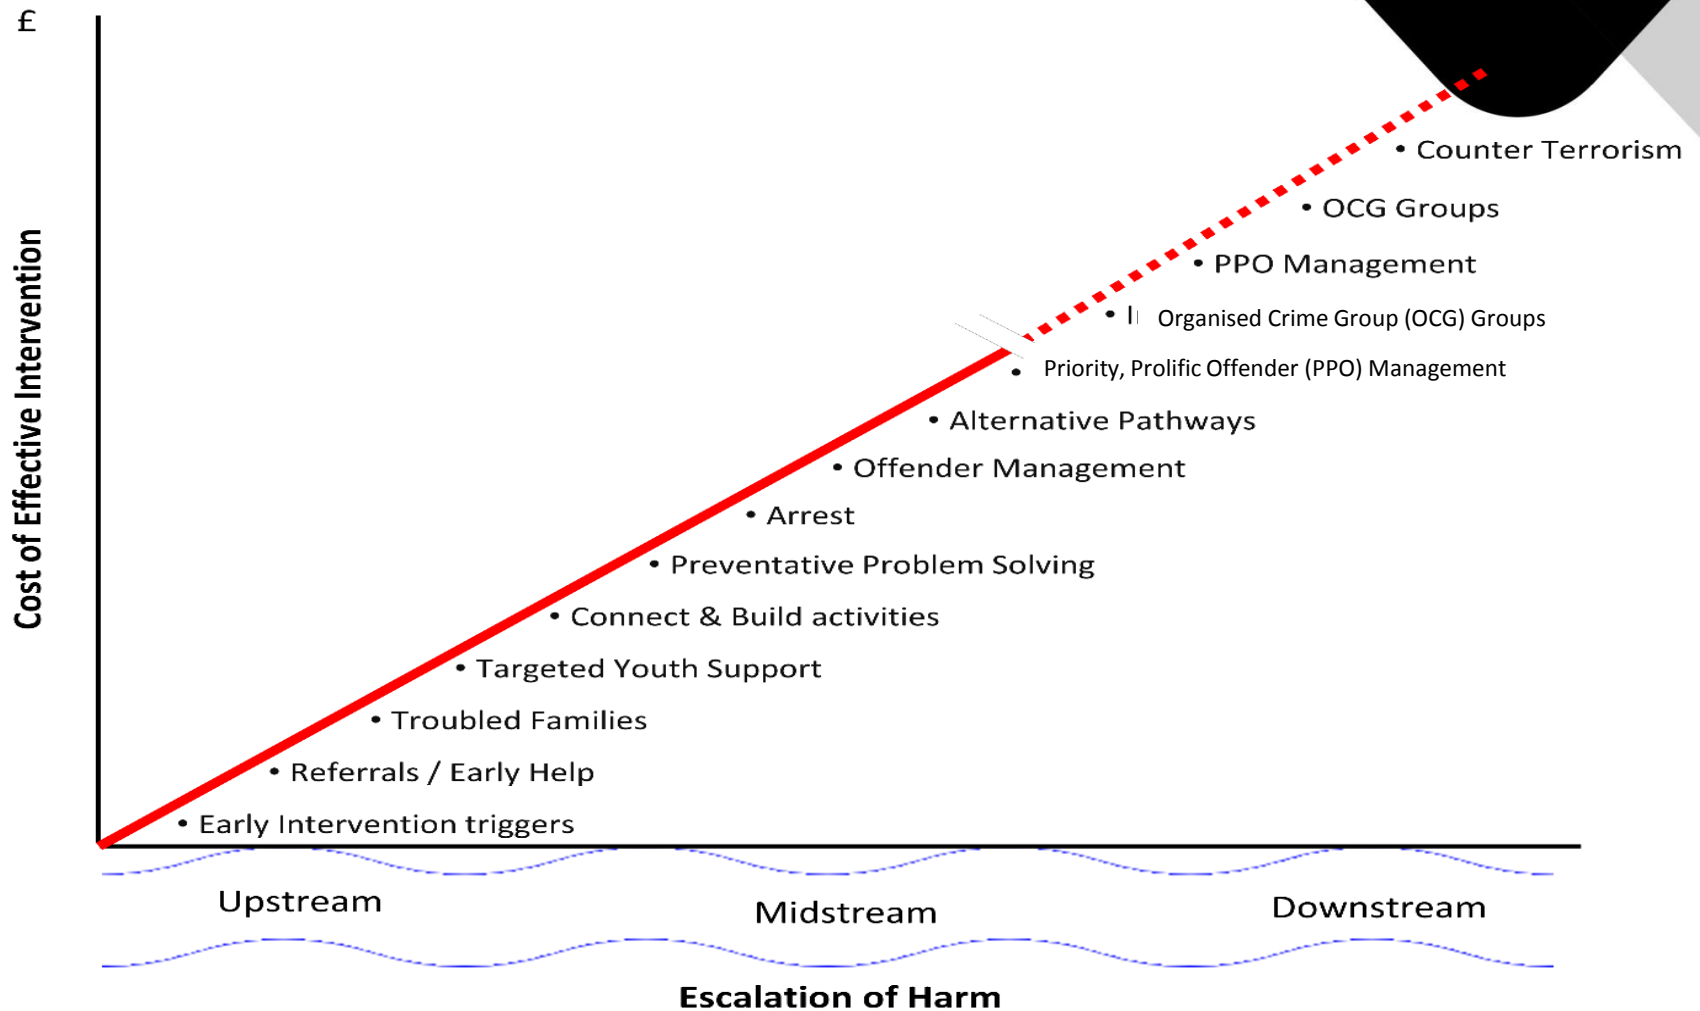 £
Cost of Effective Intervention
• Counter Terrorism
• OCG Groups
• PPO Management
• Organised Crime Group (OCG) Groups
• Priority, Prolific Offender (PPO) Management
• Alternative Pathways
• Offender Management
• Arrest
• Preventative Problem Solving
• Connect & Build activities
• Targeted Youth Support
• Troubled Families
• Referrals / Early Help
• Early Intervention triggers
Upstream
Midstream
Downstream
Escalation of Harm